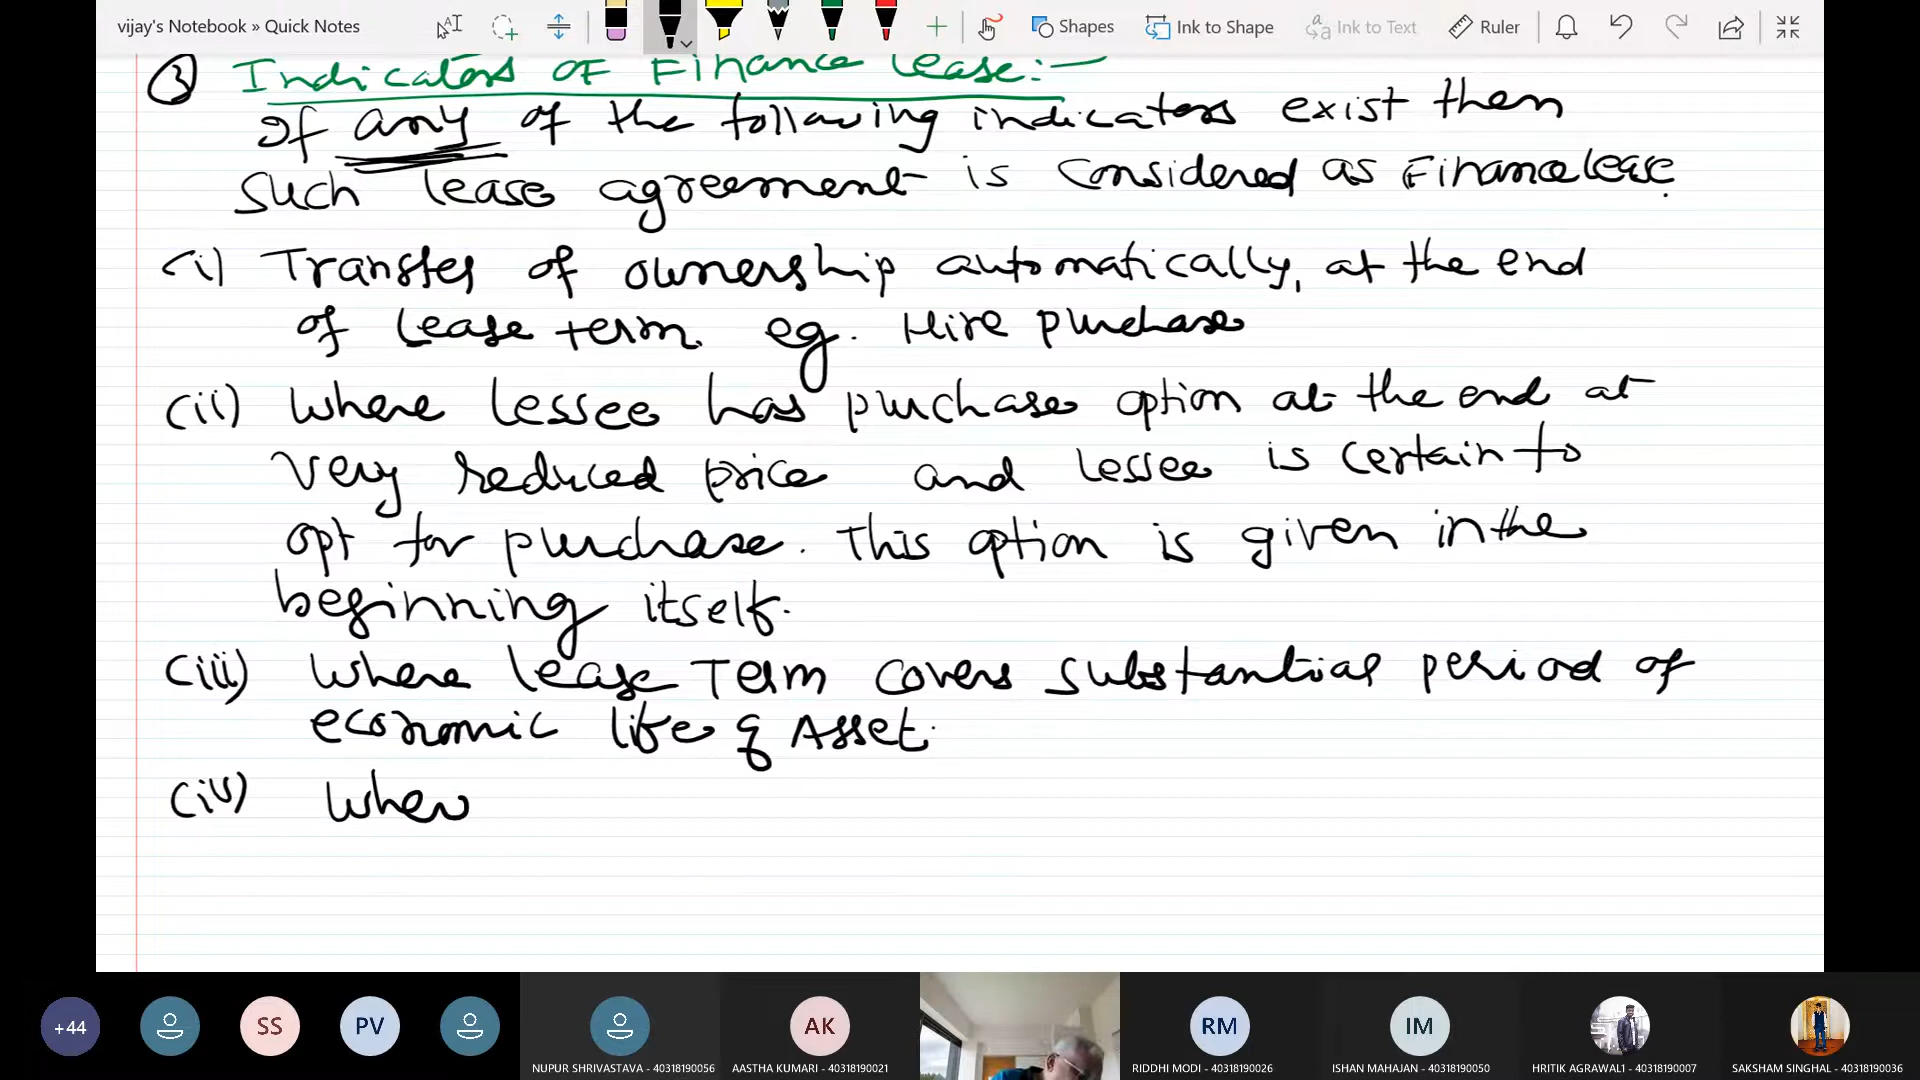 vijay's Notebook » Quick Notes
Shapes
Ink to Shape
Ink to Text
Ruler
③ Indicators of Finance lease:-
If any of the following indicators exist then
such lease agreement is considered as Finance lease.
(i) Transfer of ownership automatically, at the end
of lease term. eg. Hire purchase
(ii) Where lessee has purchase option at the end at
very reduced price and lessee is certain to
opt for purchase. This option is given in the
beginning itself.
(iii) Where lease Term covers substantial period of
economic life of Asset.
(iv) When
+44
SS
PV
AK
RM
IM
NUPUR SHRIVASTAVA - 40318190056
AASTHA KUMARI - 40318190021
RIDDHI MODI - 40318190026
ISHAN MAHAJAN - 40318190050
HRITIK AGRAWAL1 - 40318190007
SAKSHAM SINGHAL - 40318190036